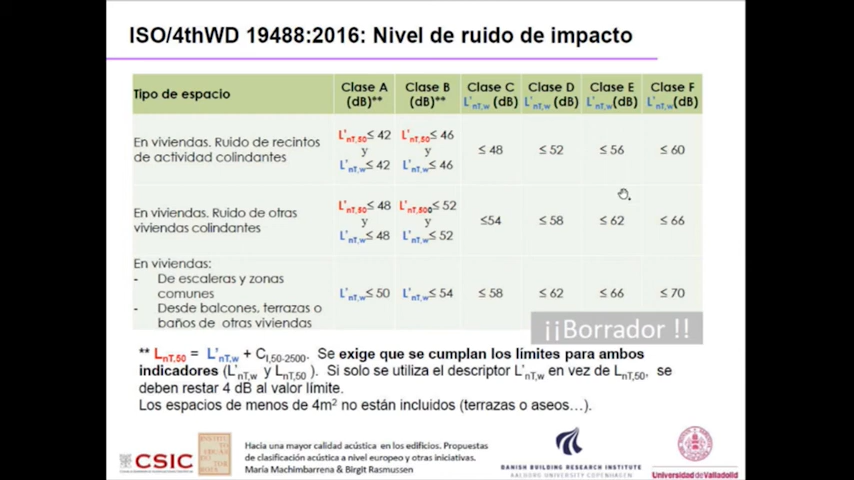 ISO/4thWD 19488:2016: Nivel de ruido de impacto
Tipo de espacio
Clase A (dB)**
Clase B (dB)**
Clase C L'nT,w (dB)
Clase D L'nT,w (dB)
Clase E L'nT,w(dB)
Clase F L'nT,w(dB)
En viviendas. Ruido de recintos
de actividad colindantes
L'nT,50≤ 42
y
L'nT,w≤ 42
L'nT,50≤ 46
y
L'nT,w≤ 46
≤ 48
≤ 52
≤ 56
≤ 60
En viviendas. Ruido de otras
viviendas colindantes
L'nT,50≤ 48
y
L'nT,w≤ 48
L'nT,500≤ 52
y
L'nT,w≤ 52
≤54
≤ 58
≤ 62
≤ 66
En viviendas:
- De escaleras y zonas
comunes
- Desde balcones, terrazas o
baños de otras viviendas
L'nT,w≤ 50
L'nT,w≤ 54
≤ 58
≤ 62
≤ 66
≤ 70
¡¡Borrador !!
** LnT,50 = L'nT,w + CI,50-2500. Se exige que se cumplan los límites para ambos
indicadores (L'nT,w y LnT,50 ). Si solo se utiliza el descriptor L'nT,w en vez de LnT,50, se
deben restar 4 dB al valor límite.
Los espacios de menos de 4m² no están incluidos (terrazas o aseos…).
CSIC
Hacia una mayor calidad acústica en los edificios. Propuestas
de clasificación acústica a nivel europeo y otras iniciativas.
María Machimbarrena & Birgit Rasmussen
DANISH BUILDING RESEARCH INSTITUTE
AALBORG UNIVERSITY COPENHAGEN
Universidad de Valladolid